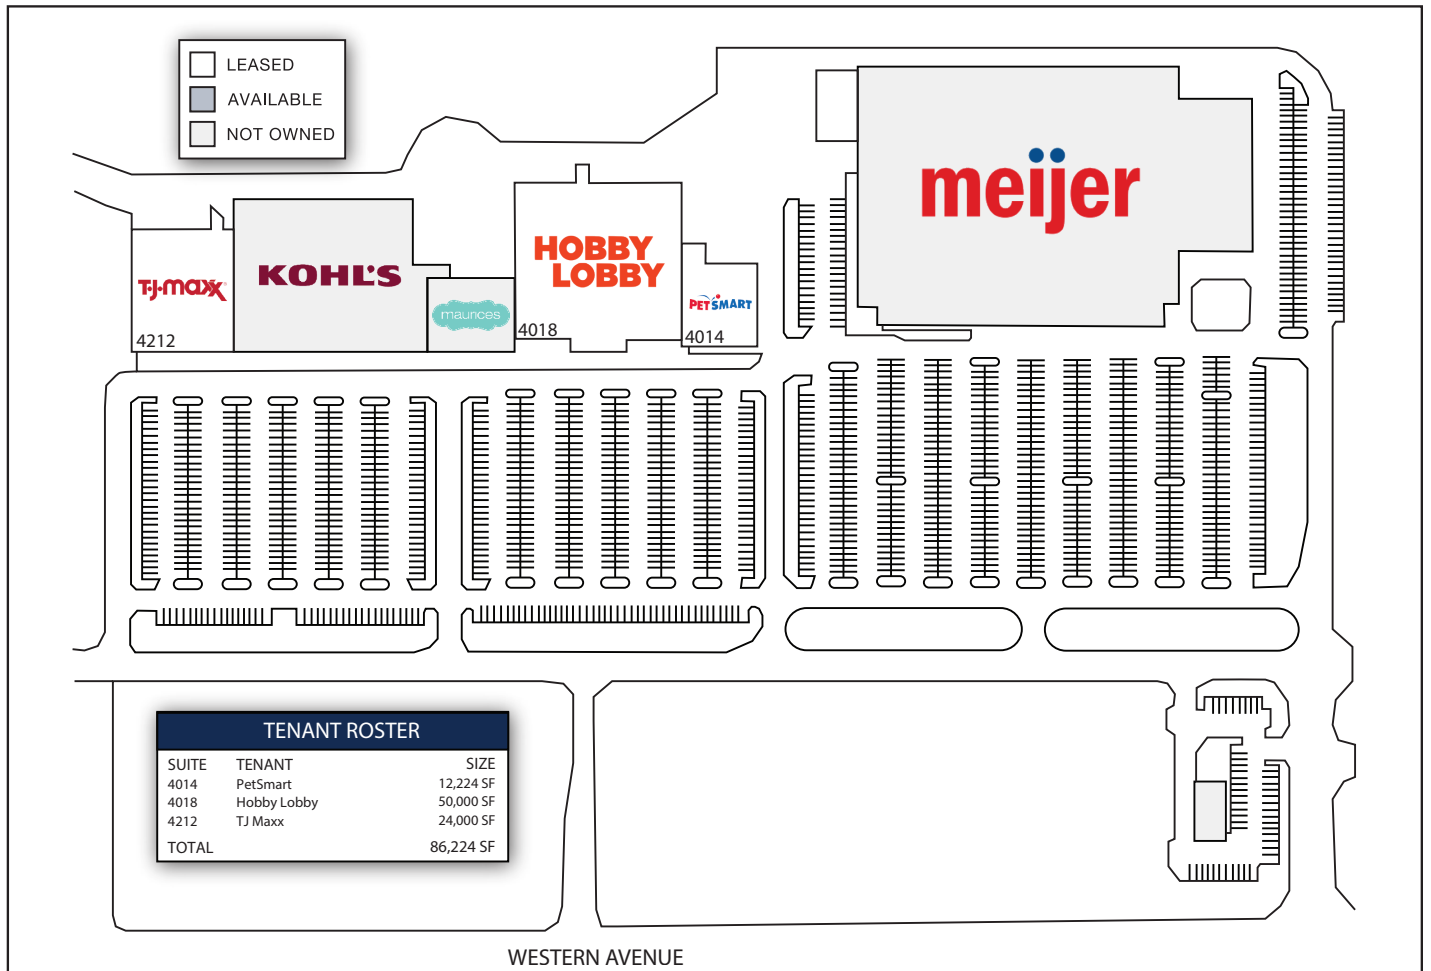 LEASED
AVAILABLE
NOT OWNED
meijer
HOBBY
LOBBY
KOHL'S
T·J·maxx
PETSMART
maurices
4212
4018
4014
TENANT ROSTER
SUITE TENANT SIZE
4014 PetSmart 12,224 SF
4018 Hobby Lobby 50,000 SF
4212 TJ Maxx 24,000 SF
TOTAL 86,224 SF
WESTERN AVENUE